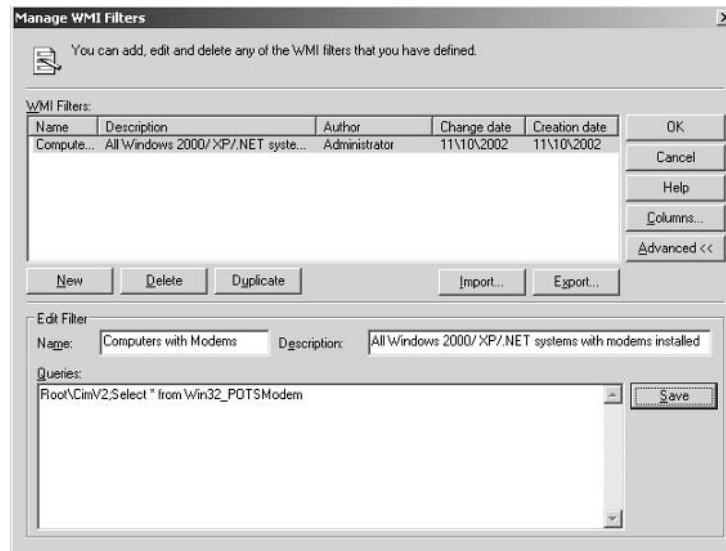 Manage WMI Filters
You can add, edit and delete any of the WMI filters that you have defined.
WMI Filters:
Name Description Author Change date Creation date
Compute... All Windows 2000/ XP/.NET syste... Administrator 11\10\2002 11\10\2002
OK
Cancel
Help
Columns...
Advanced <<
New Delete Duplicate Import... Export...
Edit Filter
Name: Computers with Modems Description: All Windows 2000/ XP/.NET systems with modems installed
Queries:
Root\CimV2;Select * from Win32_POTSModem
Save